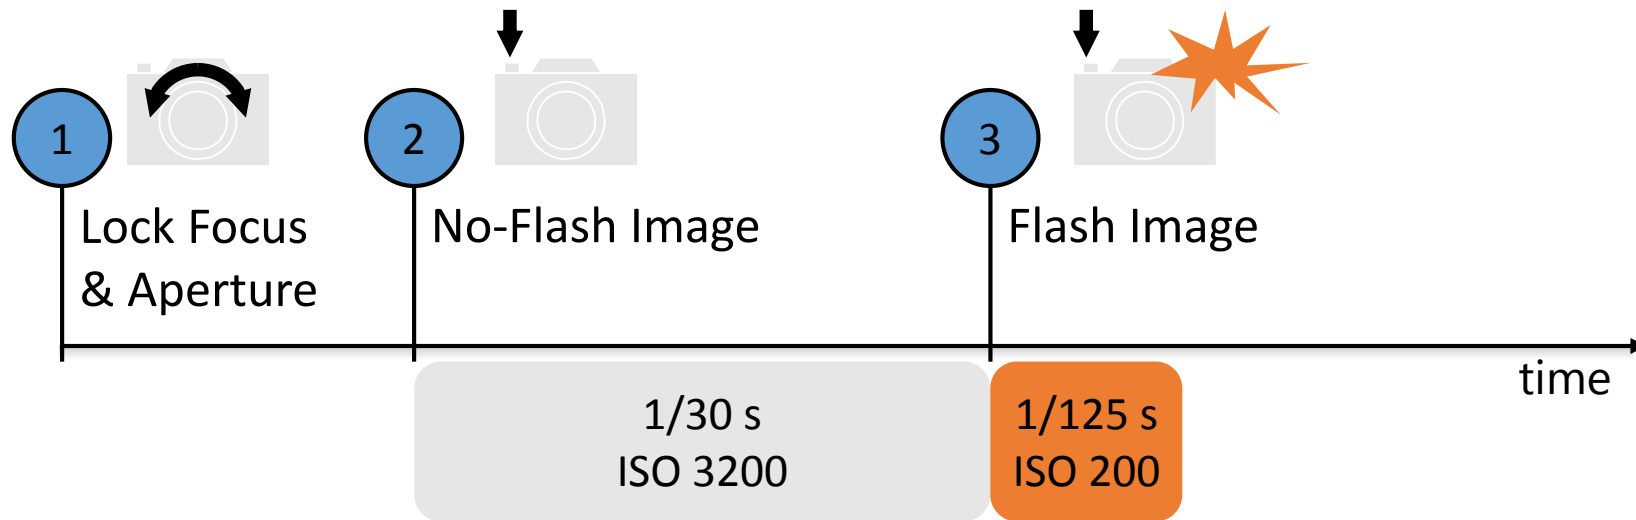 1
Lock Focus
& Aperture
2
No-Flash Image
3
Flash Image
time
1/30 s
ISO 3200
1/125 s
ISO 200